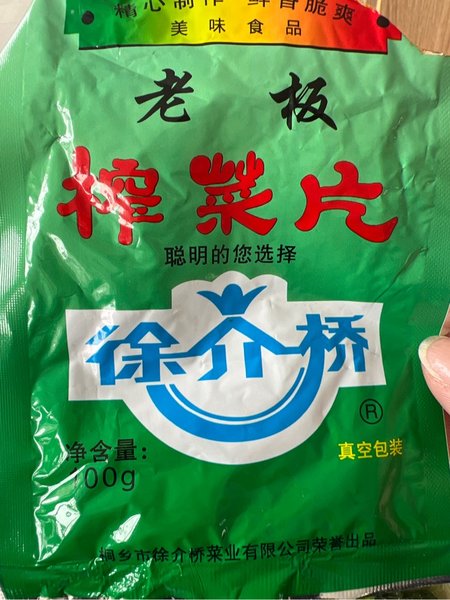 精心制作 鲜香脆爽
美味食品
老板
榨菜片
聪明的您选择
徐介桥
®
净含量:
100g
真空包装
桐乡市徐介桥菜业有限公司荣誉出品